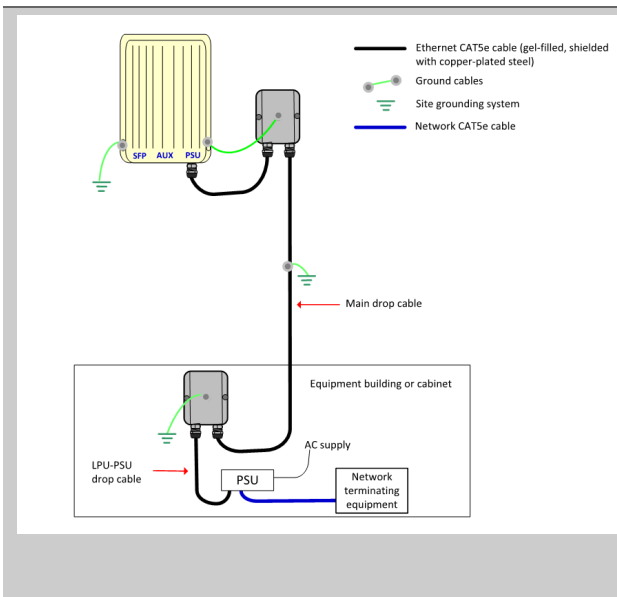 Ethernet CAT5e cable (gel-filled, shielded
with copper-plated steel)
Ground cables
Site grounding system
Network CAT5e cable
SFP AUX PSU
Main drop cable
Equipment building or cabinet
AC supply
LPU-PSU
drop cable
PSU
Network
terminating
equipment